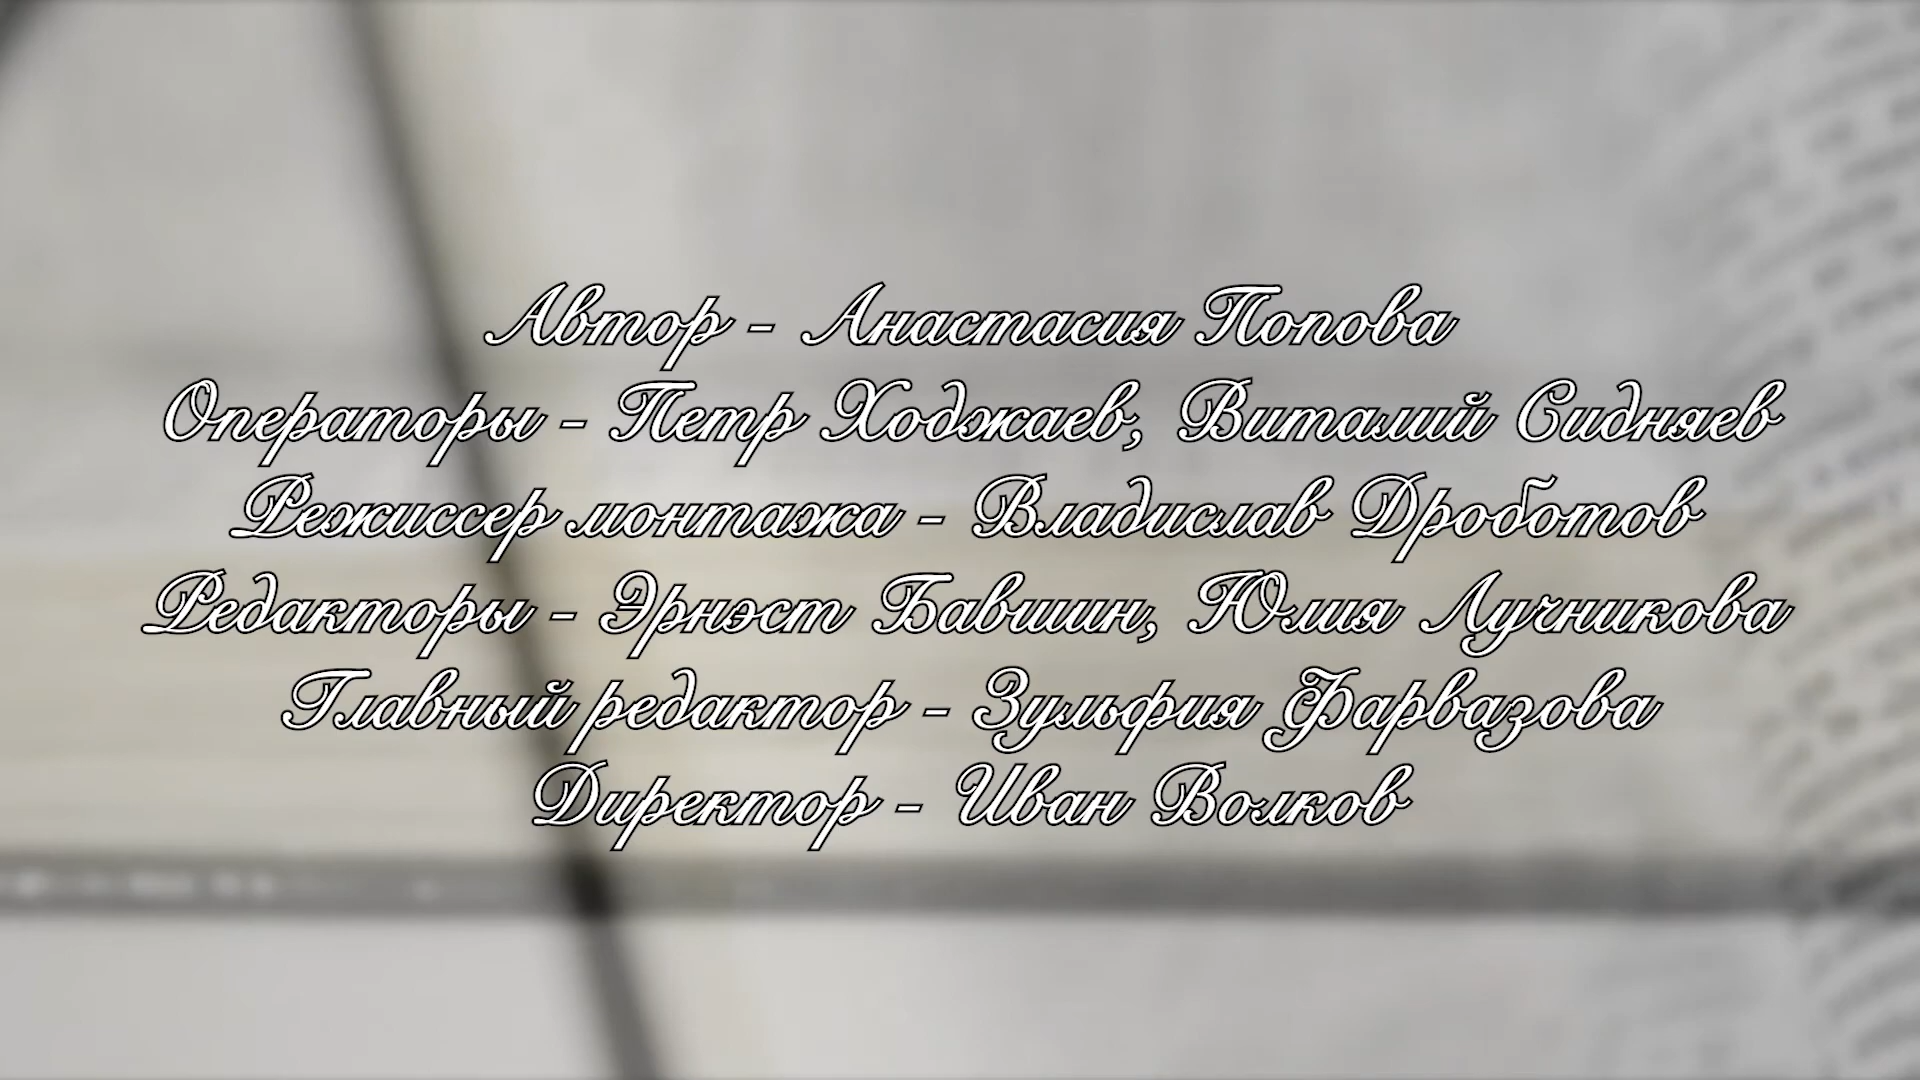 Автор - Анастасия Попова
Операторы - Петр Ходжаев, Виталий Сидняев
Режиссер монтажа - Владислав Дроботов
Редакторы - Эрнэст Бавшин, Юлия Лучникова
Главный редактор - Зульфия Фарвазова
Директор - Иван Волков